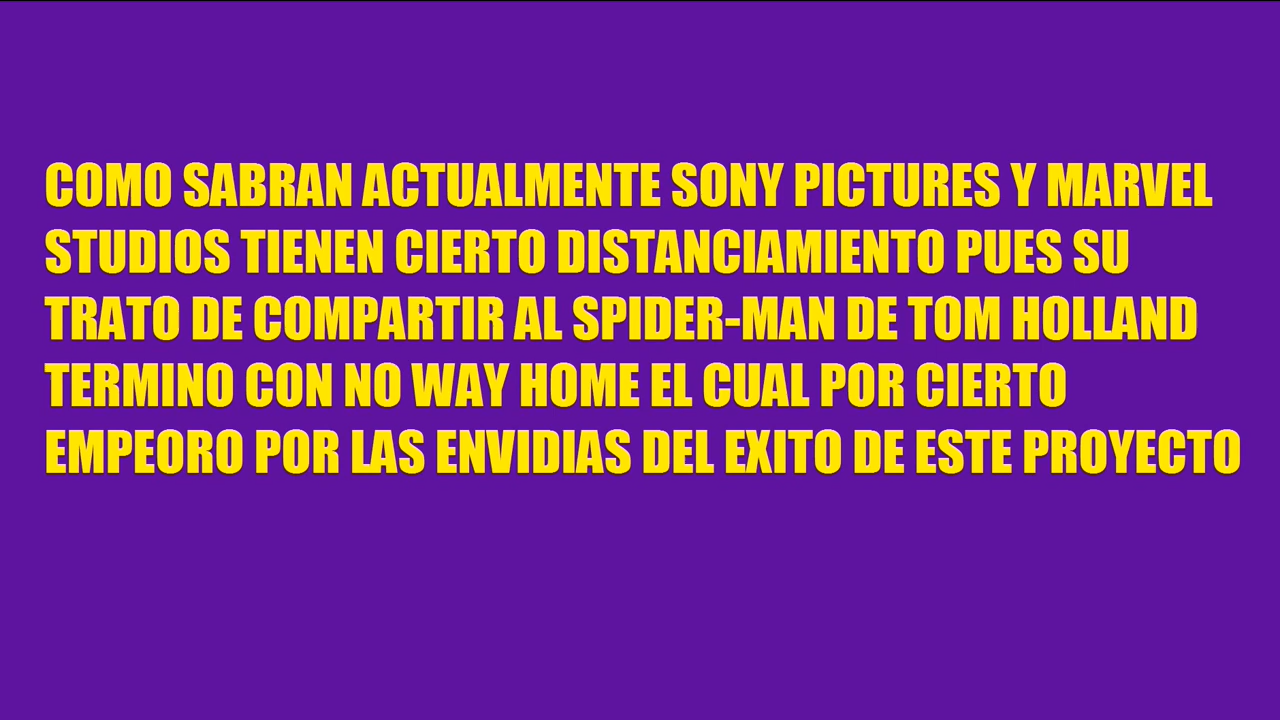 COMO SABRAN ACTUALMENTE SONY PICTURES Y MARVEL
STUDIOS TIENEN CIERTO DISTANCIAMIENTO PUES SU
TRATO DE COMPARTIR AL SPIDER-MAN DE TOM HOLLAND
TERMINO CON NO WAY HOME EL CUAL POR CIERTO
EMPEORO POR LAS ENVIDIAS DEL EXITO DE ESTE PROYECTO